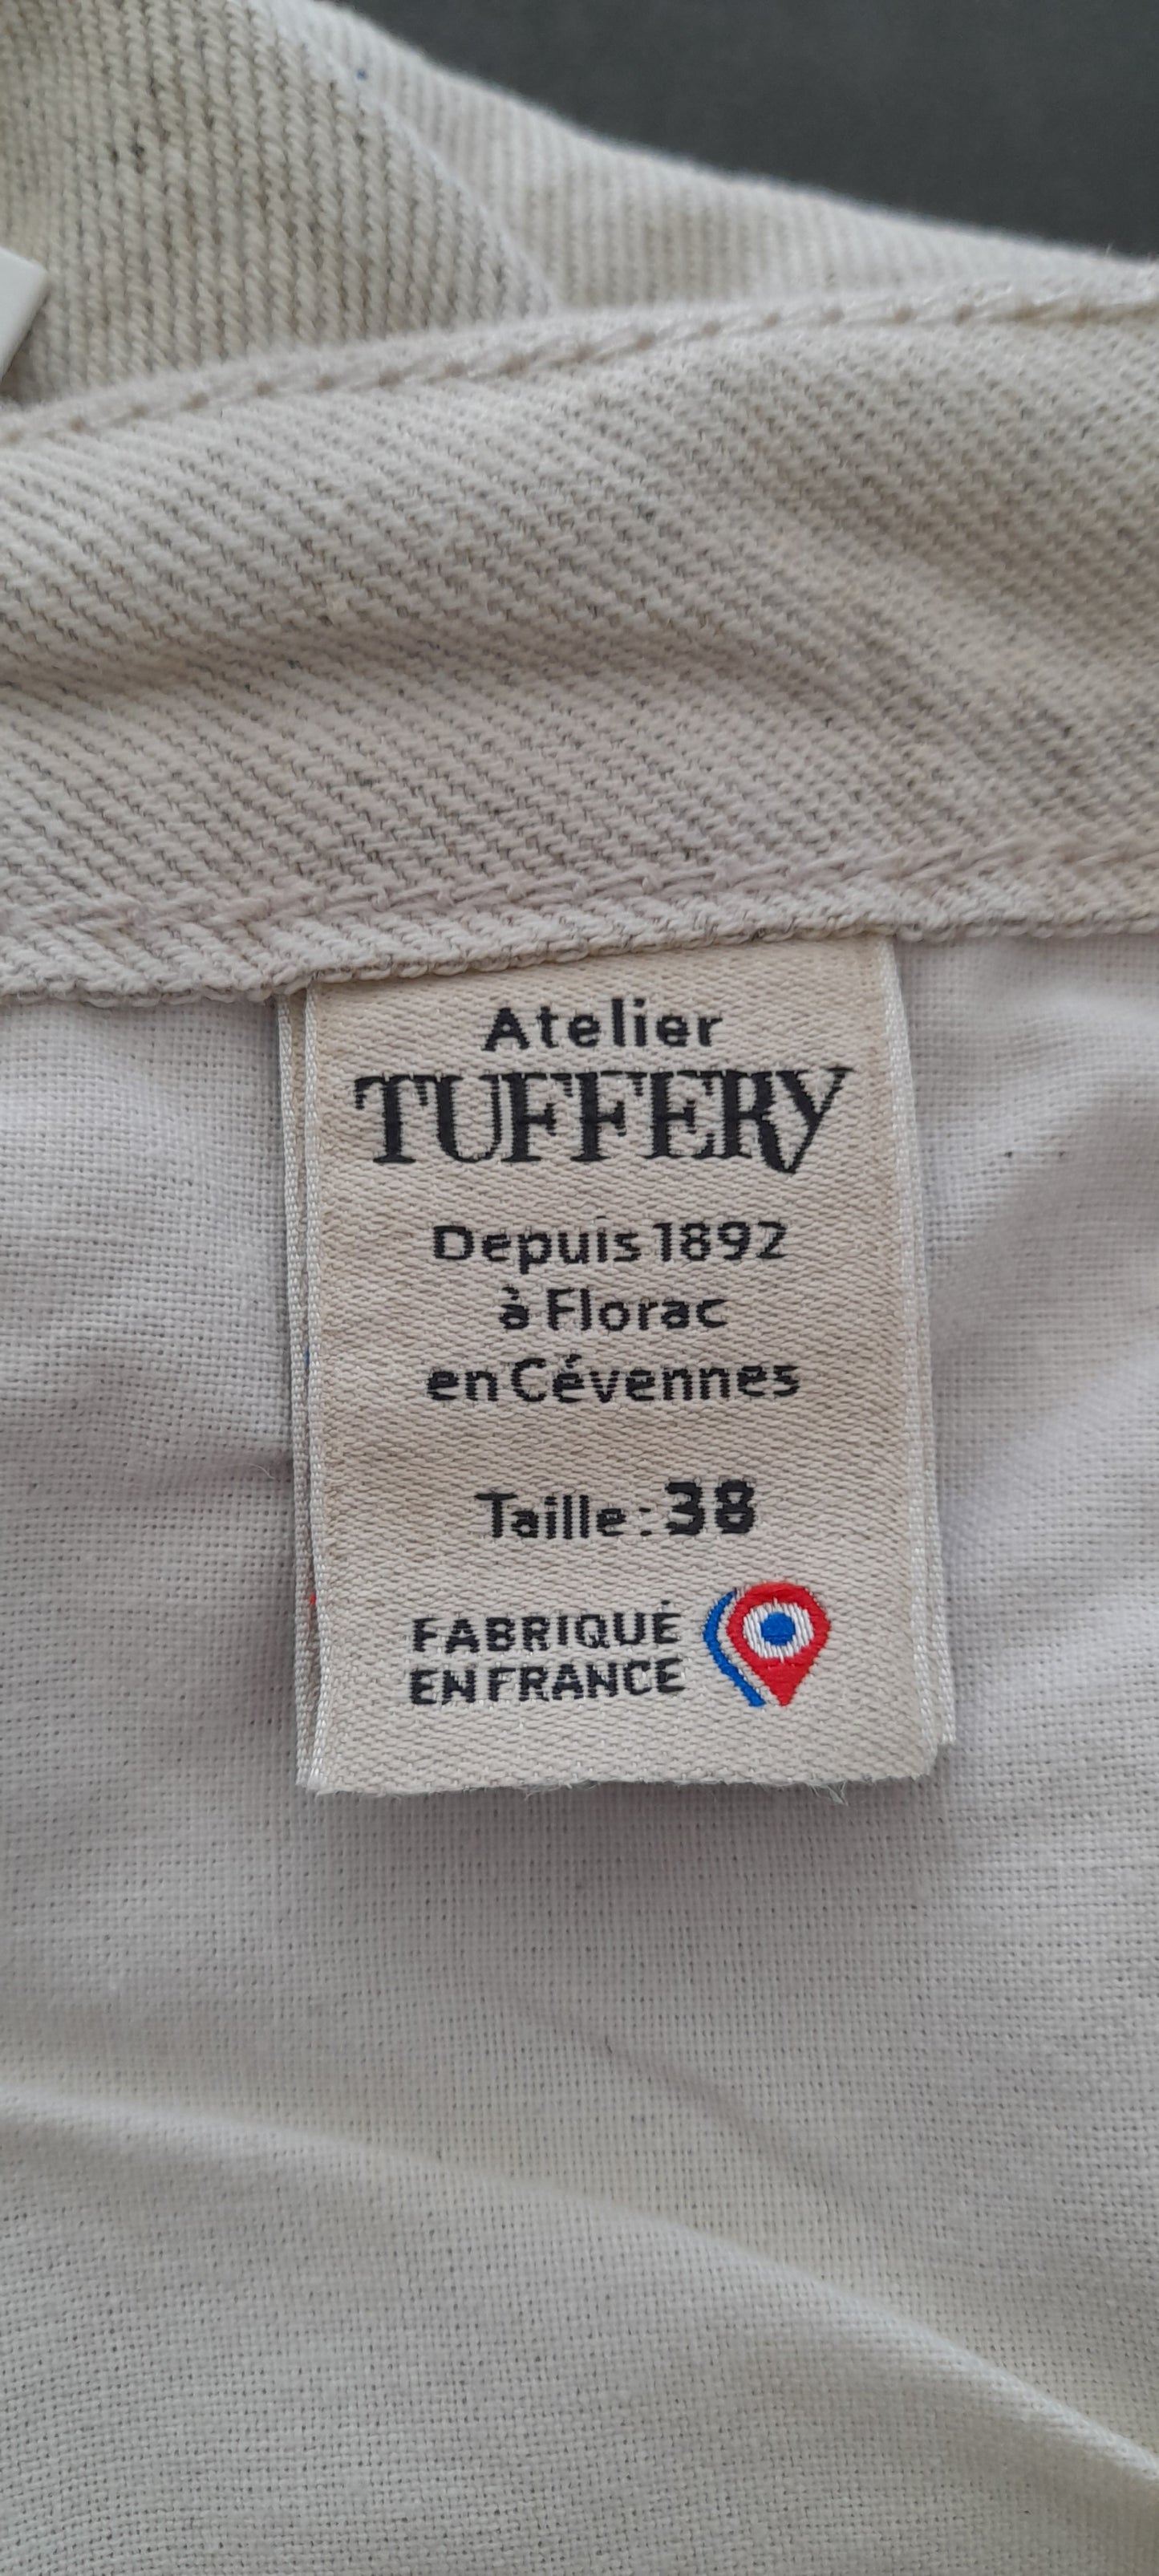 Atelier
TUFFERY
Depuis 1892
à Florac
en Cévennes
Taille : 38
FABRIQUÉ
EN FRANCE